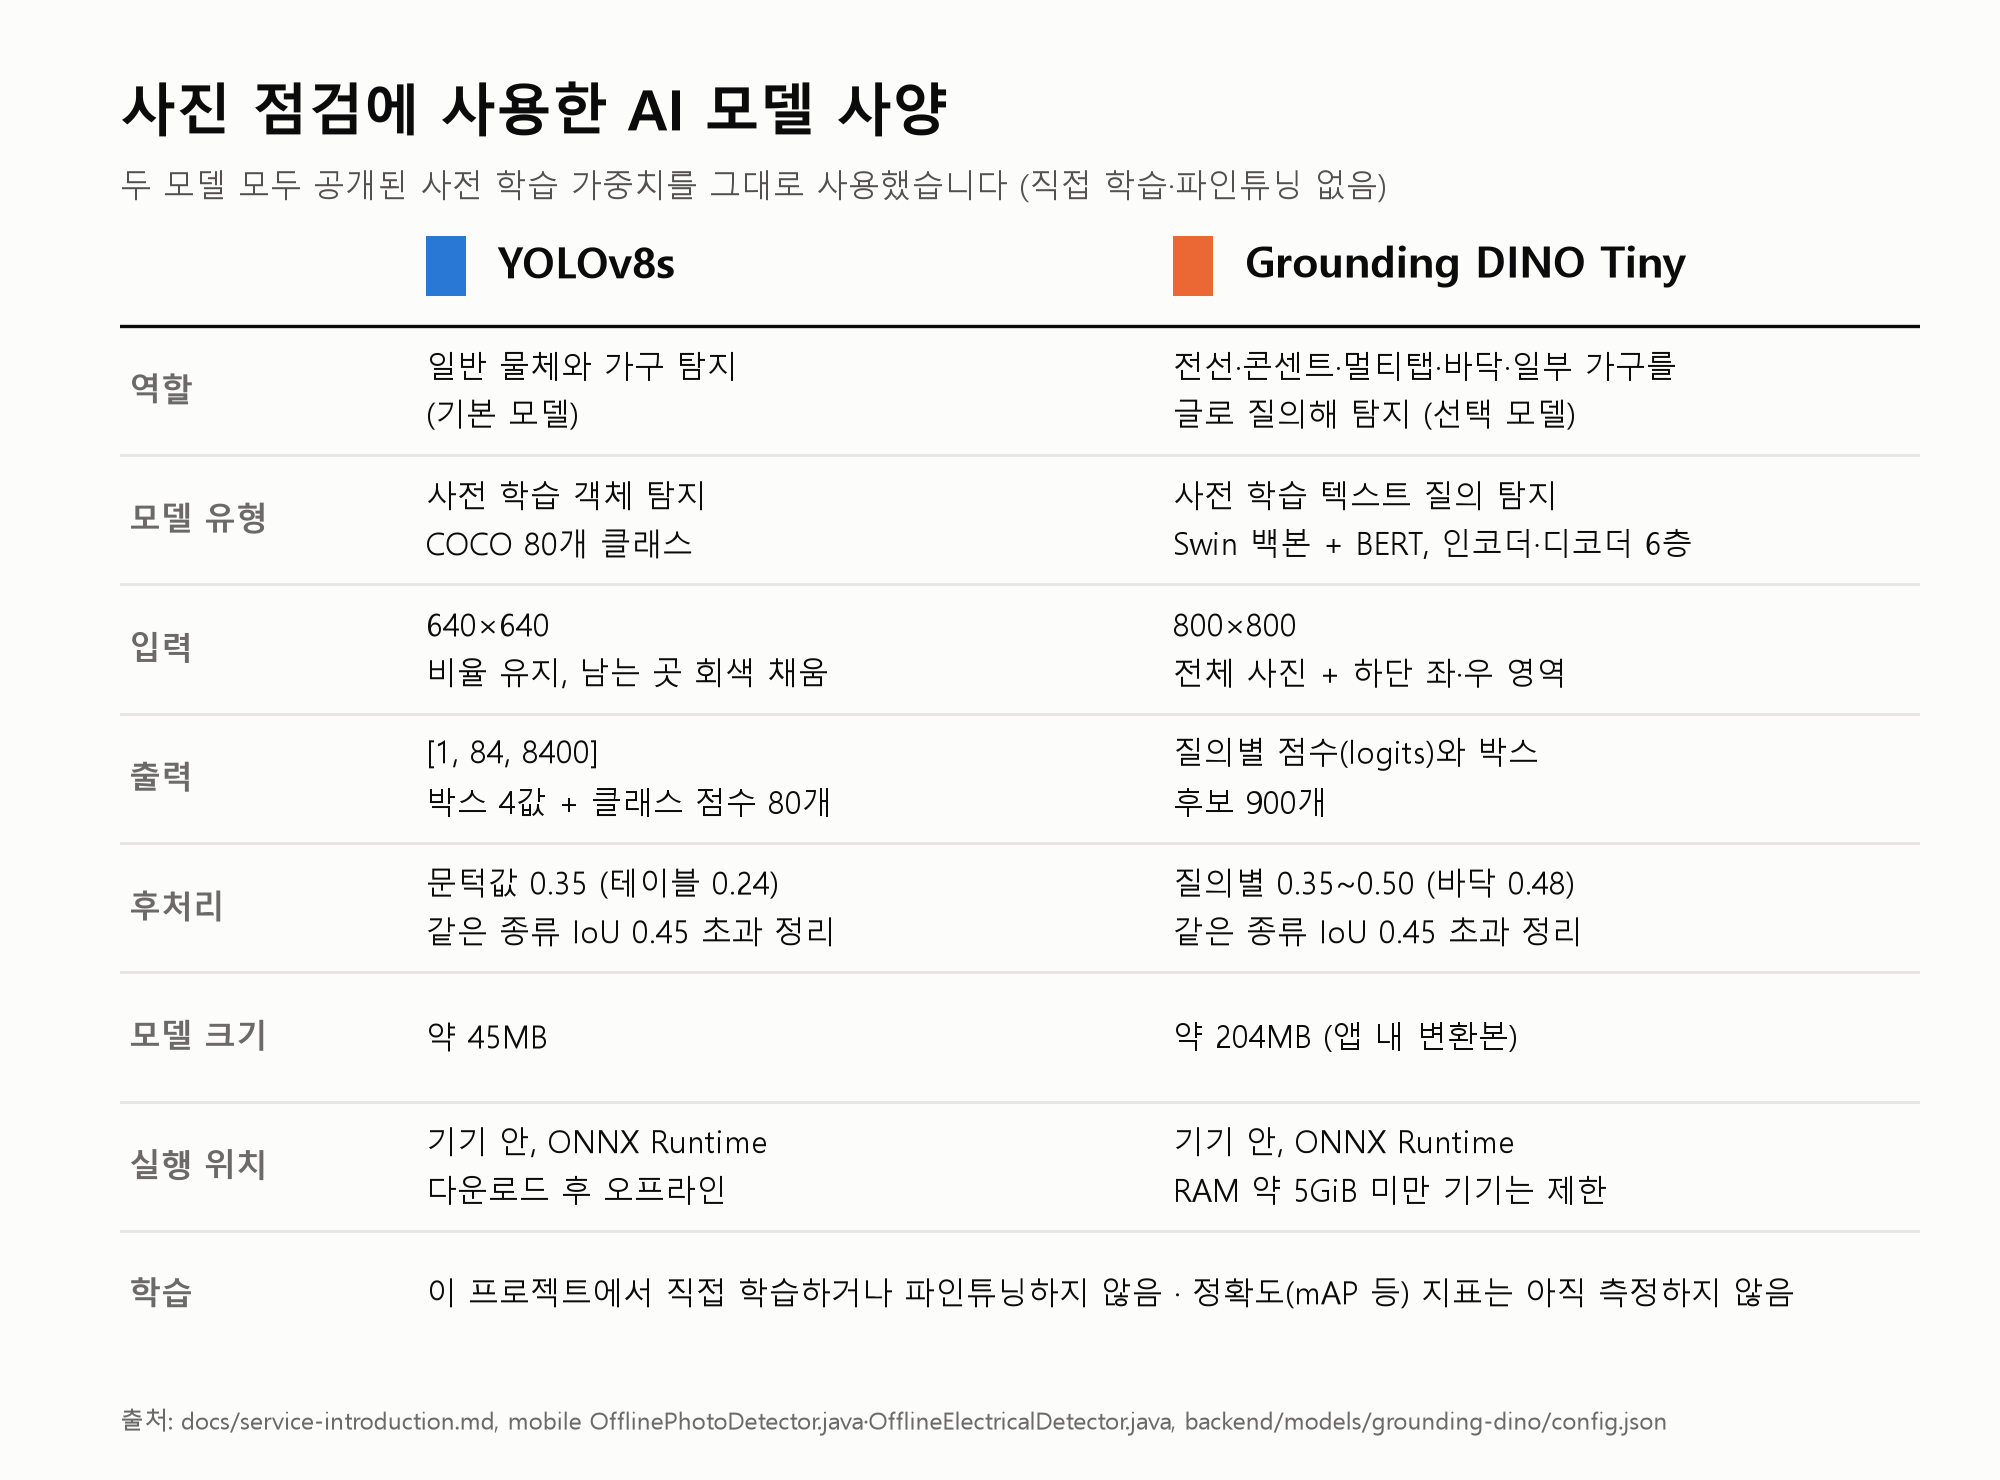 사진 점검에 사용한 AI 모델 사양
두 모델 모두 공개된 사전 학습 가중치를 그대로 사용했습니다 (직접 학습·파인튜닝 없음)
YOLOv8s
Grounding DINO Tiny
역할
일반 물체와 가구 탐지
(기본 모델)
전선·콘센트·멀티탭·바닥·일부 가구를
글로 질의해 탐지 (선택 모델)
모델 유형
사전 학습 객체 탐지
COCO 80개 클래스
사전 학습 텍스트 질의 탐지
Swin 백본 + BERT, 인코더·디코더 6층
입력
640×640
비율 유지, 남는 곳 회색 채움
800×800
전체 사진 + 하단 좌·우 영역
출력
[1, 84, 8400]
박스 4값 + 클래스 점수 80개
질의별 점수(logits)와 박스
후보 900개
후처리
문턱값 0.35 (테이블 0.24)
같은 종류 IoU 0.45 초과 정리
질의별 0.35~0.50 (바닥 0.48)
같은 종류 IoU 0.45 초과 정리
모델 크기
약 45MB
약 204MB (앱 내 변환본)
실행 위치
기기 안, ONNX Runtime
다운로드 후 오프라인
기기 안, ONNX Runtime
RAM 약 5GiB 미만 기기는 제한
학습
이 프로젝트에서 직접 학습하거나 파인튜닝하지 않음 · 정확도(mAP 등) 지표는 아직 측정하지 않음
출처: docs/service-introduction.md, mobile OfflinePhotoDetector.java·OfflineElectricalDetector.java, backend/models/grounding-dino/config.json